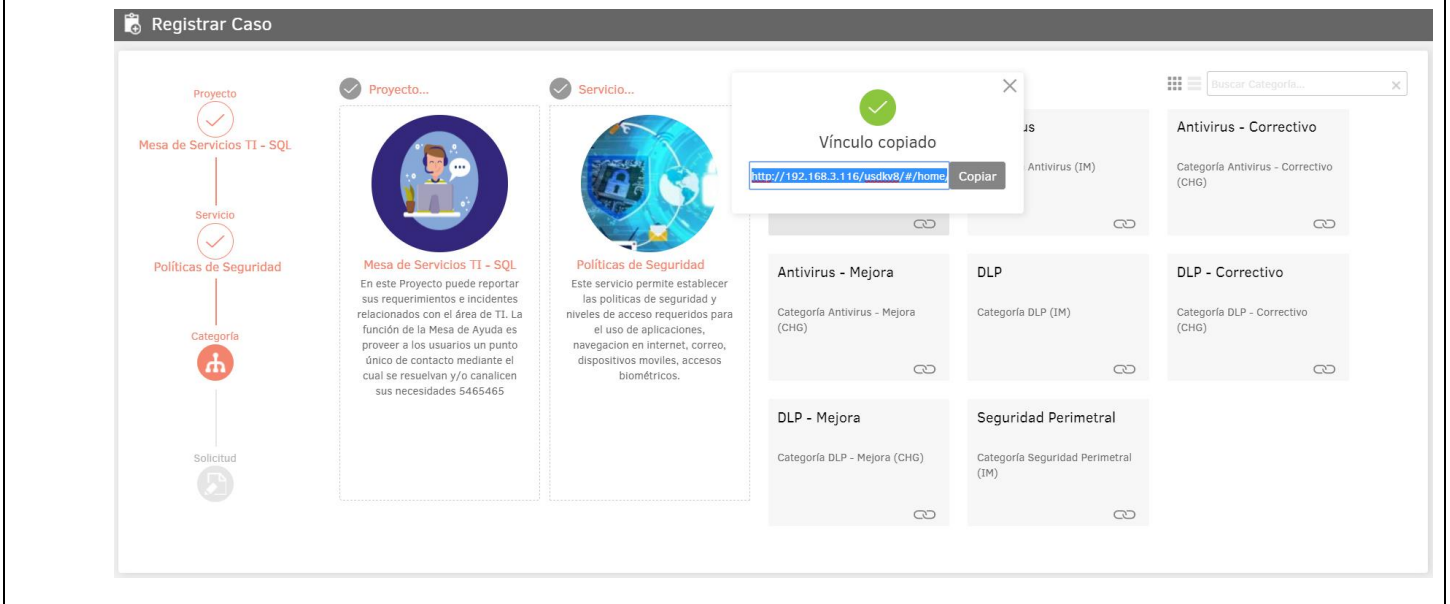 Registrar Caso
Proyecto
Mesa de Servicios TI - SQL
Servicio
Políticas de Seguridad
Categoría
Solicitud
Proyecto...
Mesa de Servicios TI - SQL
En este Proyecto puede reportar
sus requerimientos e incidentes
relacionados con el área de TI. La
función de la Mesa de Ayuda es
proveer a los usuarios un punto
único de contacto mediante el
cual se resuelvan y/o canalicen
sus necesidades 5465465
Servicio...
Políticas de Seguridad
Este servicio permite establecer
las politicas de seguridad y
niveles de acceso requeridos para
el uso de aplicaciones,
navegacion en internet, correo,
dispositivos moviles, accesos
biométricos.
Vínculo copiado
http://192.168.3.116/usdkv8/#/home/
Copiar
Buscar Categoría...
us
Antivirus (IM)
Antivirus - Correctivo
Categoría Antivirus - Correctivo
(CHG)
Antivirus - Mejora
Categoría Antivirus - Mejora
(CHG)
DLP
Categoría DLP (IM)
DLP - Correctivo
Categoría DLP - Correctivo
(CHG)
DLP - Mejora
Categoría DLP - Mejora (CHG)
Seguridad Perimetral
Categoría Seguridad Perimetral
(IM)